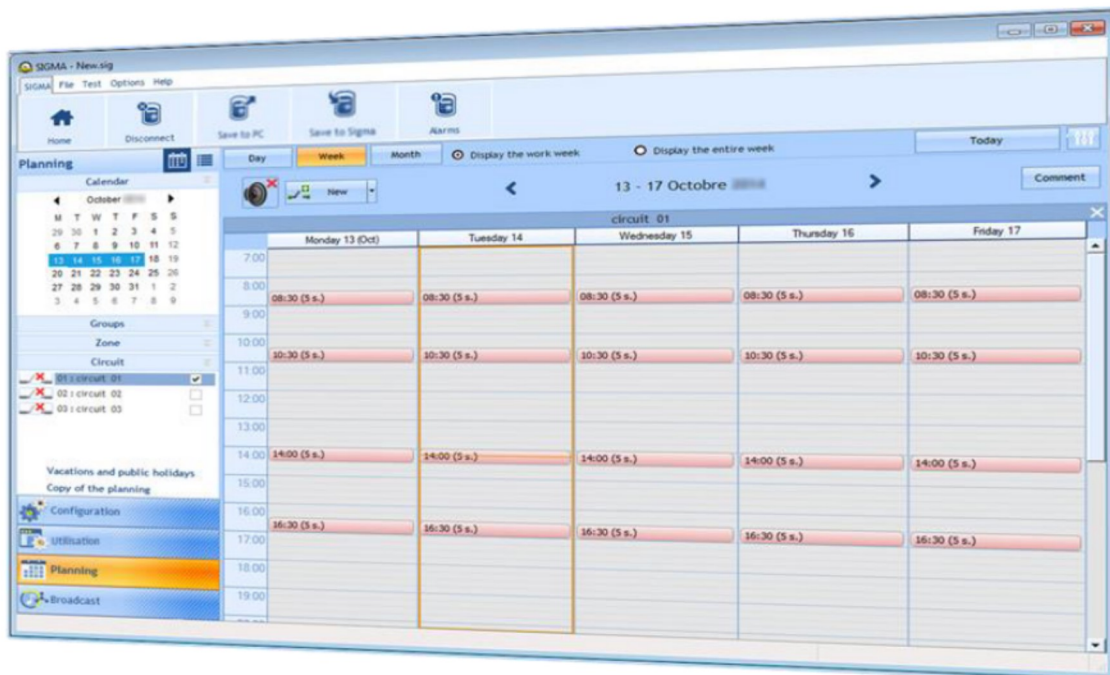 SIGMA - New.sig
SIGMA File Test Options Help
Home Disconnect Save to PC Save to Sigma Alarms
Planning
Day Week Month Display the work week Display the entire week Today
Calendar
New 13 - 17 Octobre Comment
October
M T W T F S S
29 30 1 2 3 4 5
6 7 8 9 10 11 12
13 14 15 16 17 18 19
20 21 22 23 24 25 26
27 28 29 30 31 1 2
3 4 5 6 7 8 9
Groups
Zone
Circuit
01 : circuit 01
02 : circuit 02
03 : circuit 03
Vacations and public holidays
Copy of the planning
Configuration
Utilisation
Planning
Broadcast
circuit 01
Monday 13 (Oct) Tuesday 14 Wednesday 15 Thursday 16 Friday 17
7:00
8:00
08:30 (5 s.) 08:30 (5 s.) 08:30 (5 s.) 08:30 (5 s.) 08:30 (5 s.)
9:00
10:00
10:30 (5 s.) 10:30 (5 s.) 10:30 (5 s.) 10:30 (5 s.) 10:30 (5 s.)
11:00
12:00
13:00
14:00 14:00 (5 s.) 14:00 (5 s.) 14:00 (5 s.) 14:00 (5 s.) 14:00 (5 s.)
15:00
16:00
16:30 (5 s.) 16:30 (5 s.) 16:30 (5 s.) 16:30 (5 s.) 16:30 (5 s.)
17:00
18:00
19:00